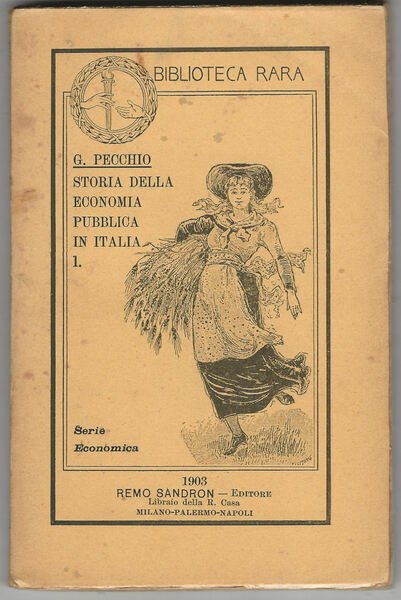 BIBLIOTECA RARA
G. PECCHIO
STORIA DELLA
ECONOMIA
PUBBLICA
IN ITALIA
1.
Serie
Economica
1903
REMO SANDRON — EDITORE
Libraio della R. Casa
MILANO-PALERMO-NAPOLI